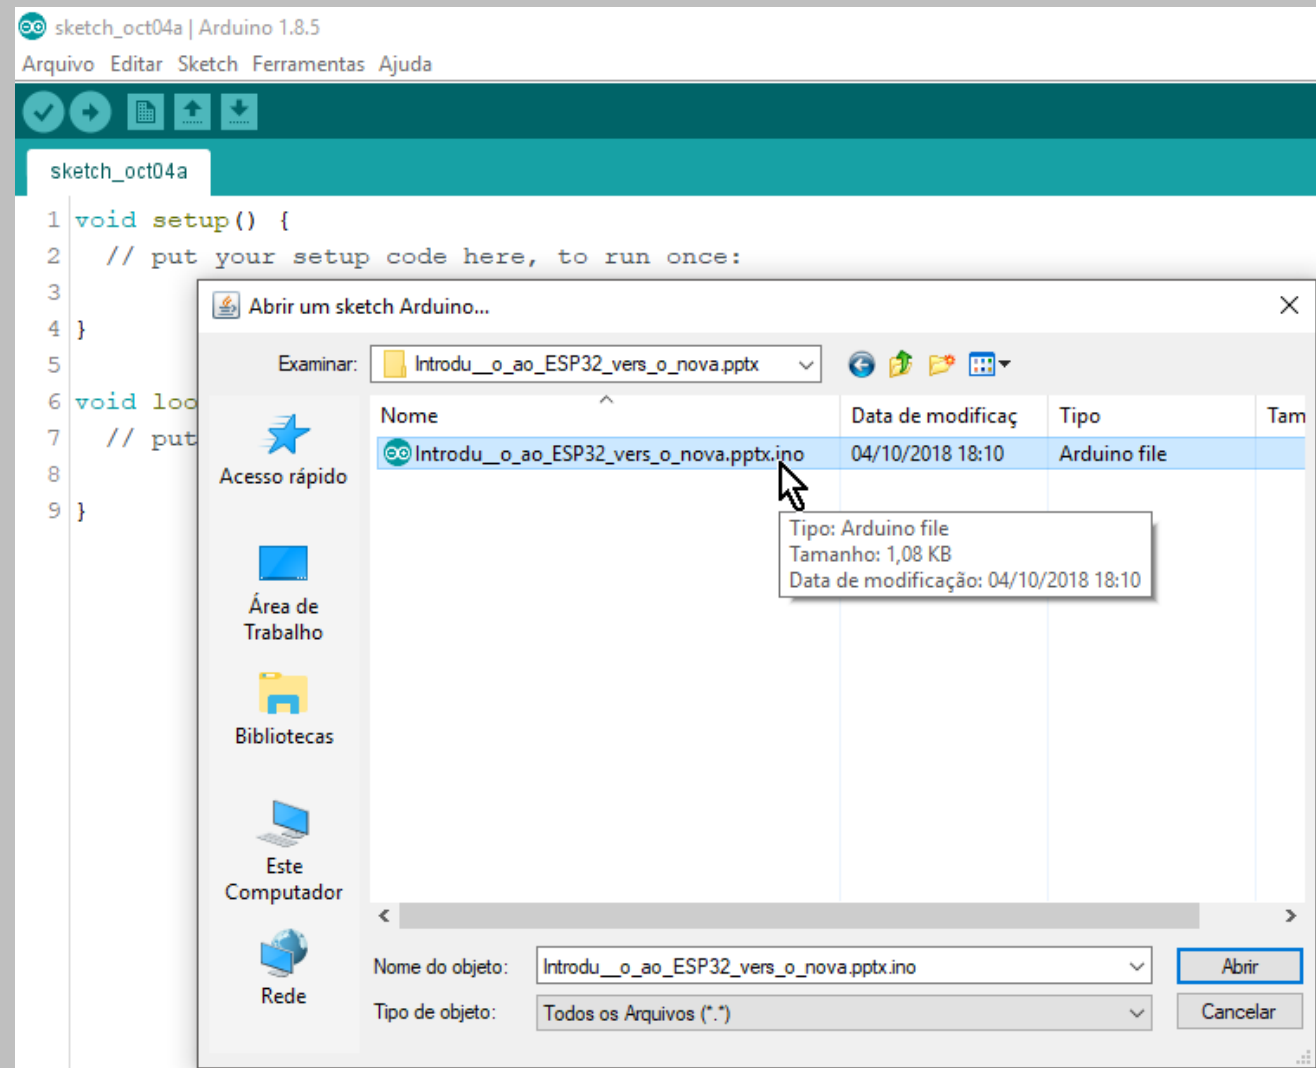 sketch_oct04a | Arduino 1.8.5
Arquivo Editar Sketch Ferramentas Ajuda
sketch_oct04a
1 void setup() {
2 // put your setup code here, to run once:
3
4 }
5
6 void loo
7 // put
8
9 }
Abrir um sketch Arduino...
Examinar: Introdu__o_ao_ESP32_vers_o_nova.pptx
Nome Data de modificaç Tipo Tam
Introdu__o_ao_ESP32_vers_o_nova.pptx.ino 04/10/2018 18:10 Arduino file
Tipo: Arduino file
Tamanho: 1,08 KB
Data de modificação: 04/10/2018 18:10
Acesso rápido
Área de
Trabalho
Bibliotecas
Este
Computador
Rede
Nome do objeto: Introdu__o_ao_ESP32_vers_o_nova.pptx.ino Abrir
Tipo de objeto: Todos os Arquivos (*.*) Cancelar